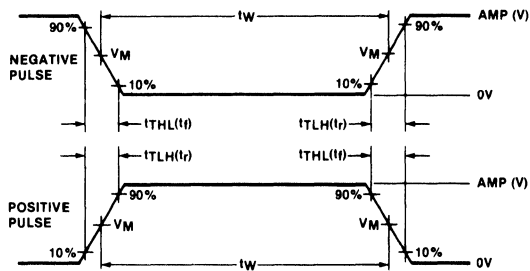 tW
AMP (V)
90%
90%
NEGATIVE
PULSE
VM
VM
10%
10%
0V
tTHL(tf)
tTLH(tr)
tTLH(tr)
tTHL(tf)
AMP (V)
90%
90%
POSITIVE
PULSE
VM
VM
10%
10%
tW
0V